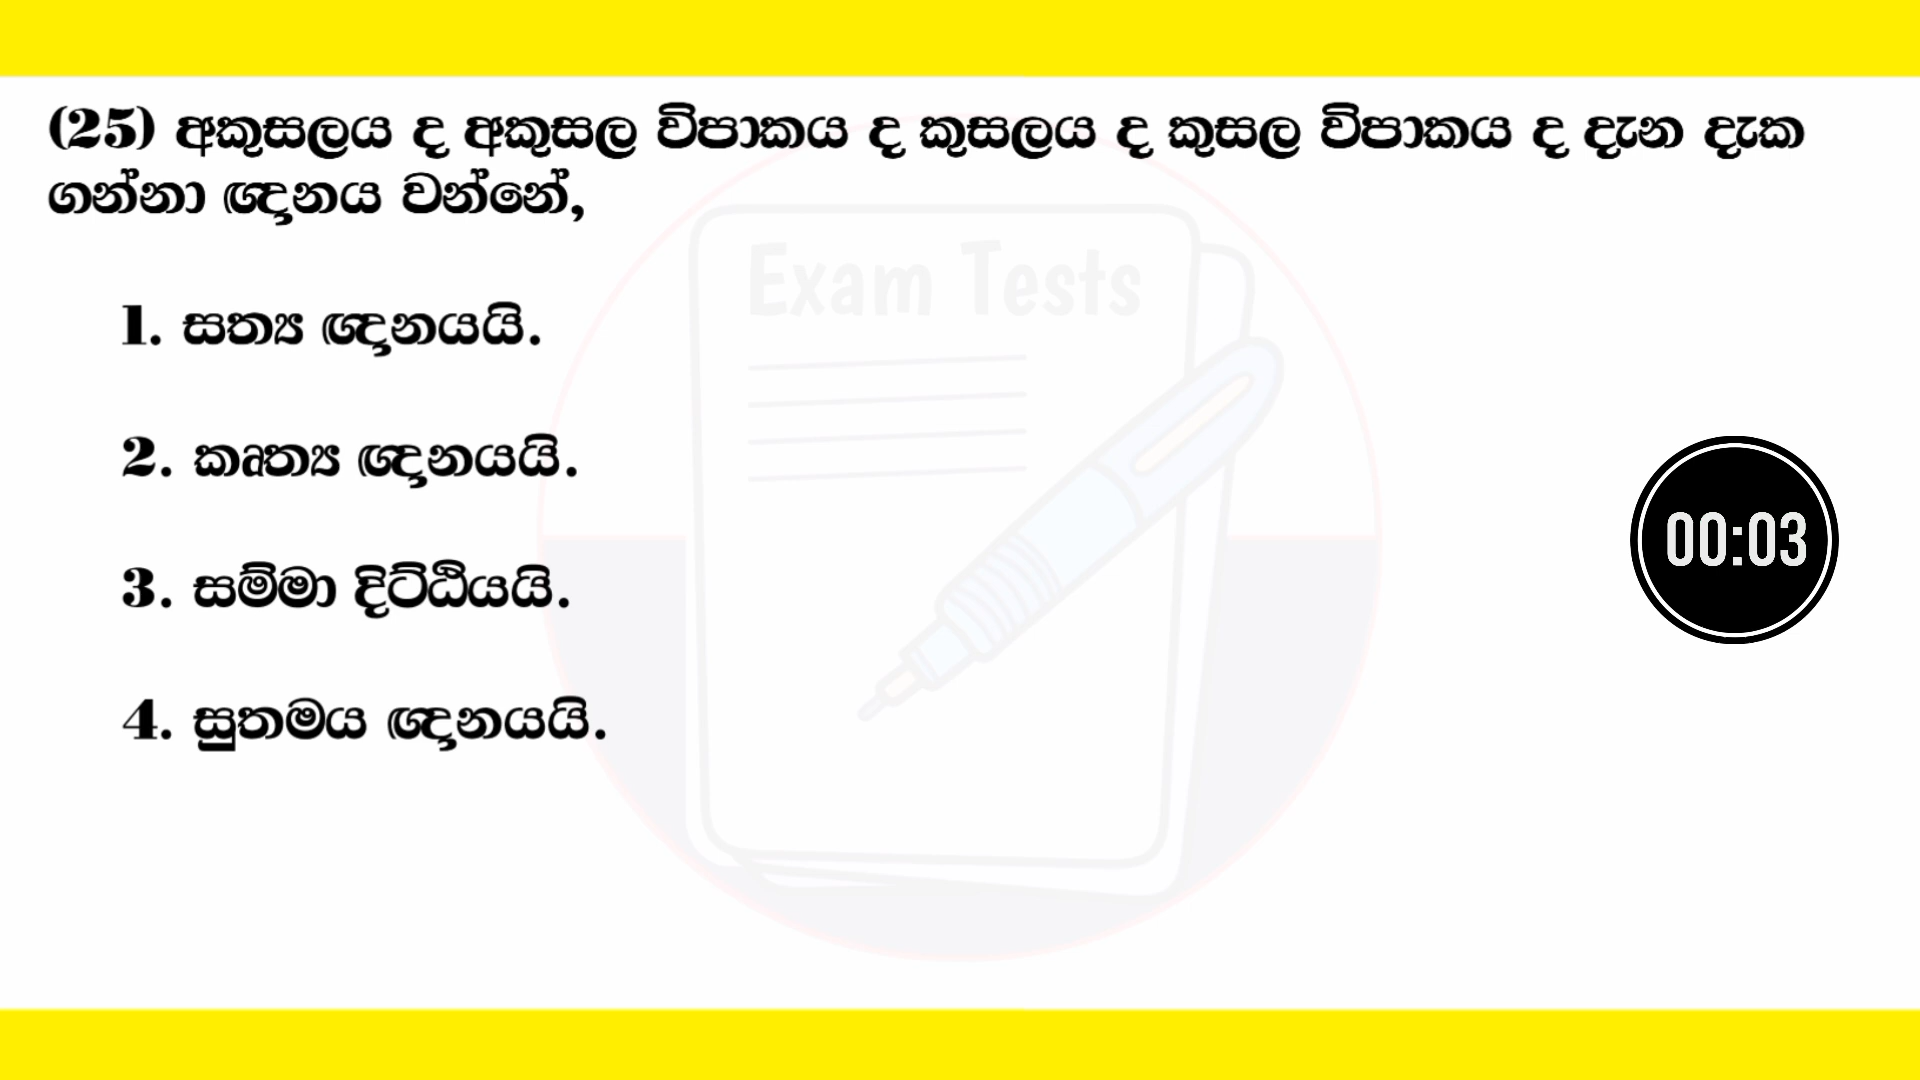 (25) අකුසලය ද අකුසල විපාකය ද කුසලය ද කුසල විපාකය ද දැන දැක
ගන්නා ඤානය වන්නේ,
Exam Tests
1. සත්‍ය ඤානයයි.
2. කෘත්‍ය ඤානයයි.
00:03
3. සම්මා දිට්ඨියයි.
4. සුතමය ඤානයයි.